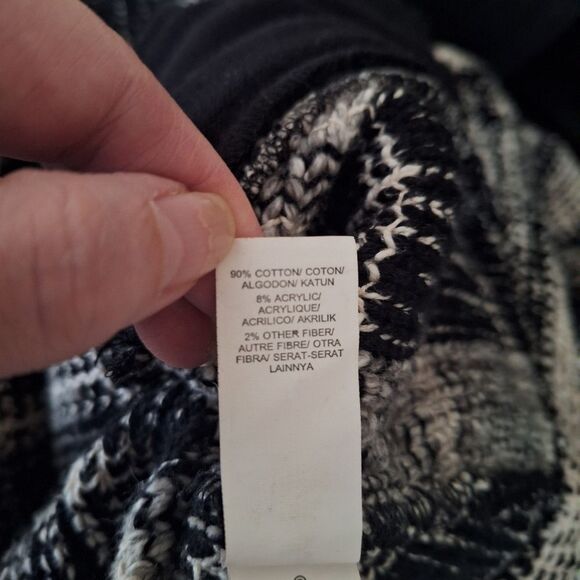 90% COTTON/ COTON/
ALGODON/ KATUN
8% ACRYLIC/
ACRYLIQUE/
ACRILICO/ AKRILIK
2% OTHER FIBER/
AUTRE FIBRE/ OTRA
FIBRA/ SERAT-SERAT
LAINNYA